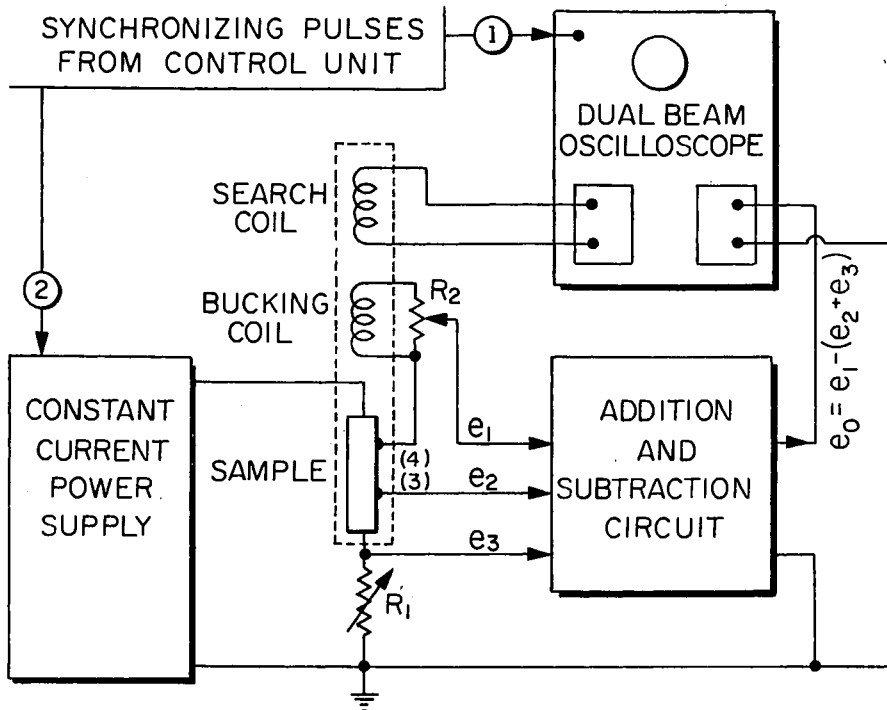 SYNCHRONIZING PULSES
FROM CONTROL UNIT
1
DUAL BEAM
OSCILLOSCOPE
SEARCH
COIL
2
BUCKING
COIL
R₂
e₀ = e₁ - (e₂ + e₃)
CONSTANT
CURRENT
POWER
SUPPLY
SAMPLE
(4)
(3)
e₁
e₂
e₃
ADDITION
AND
SUBTRACTION
CIRCUIT
R₁